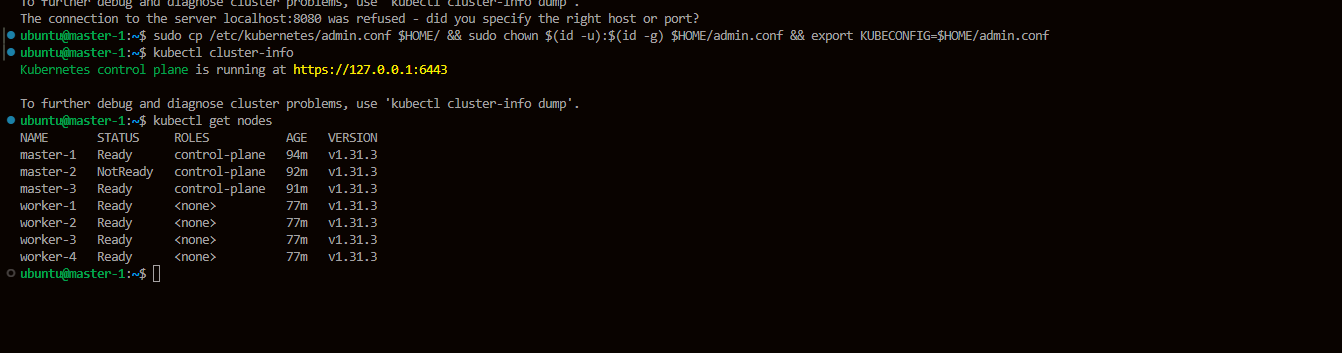 To further debug and diagnose cluster problems, use 'kubectl cluster-info dump'.
The connection to the server localhost:8080 was refused - did you specify the right host or port?
ubuntu@master-1:~$ sudo cp /etc/kubernetes/admin.conf $HOME/ && sudo chown $(id -u):$(id -g) $HOME/admin.conf && export KUBECONFIG=$HOME/admin.conf
ubuntu@master-1:~$ kubectl cluster-info
Kubernetes control plane is running at https://127.0.0.1:6443
To further debug and diagnose cluster problems, use 'kubectl cluster-info dump'.
ubuntu@master-1:~$ kubectl get nodes
NAME STATUS ROLES AGE VERSION
master-1 Ready control-plane 94m v1.31.3
master-2 NotReady control-plane 92m v1.31.3
master-3 Ready control-plane 91m v1.31.3
worker-1 Ready <none> 77m v1.31.3
worker-2 Ready <none> 77m v1.31.3
worker-3 Ready <none> 77m v1.31.3
worker-4 Ready <none> 77m v1.31.3
ubuntu@master-1:~$